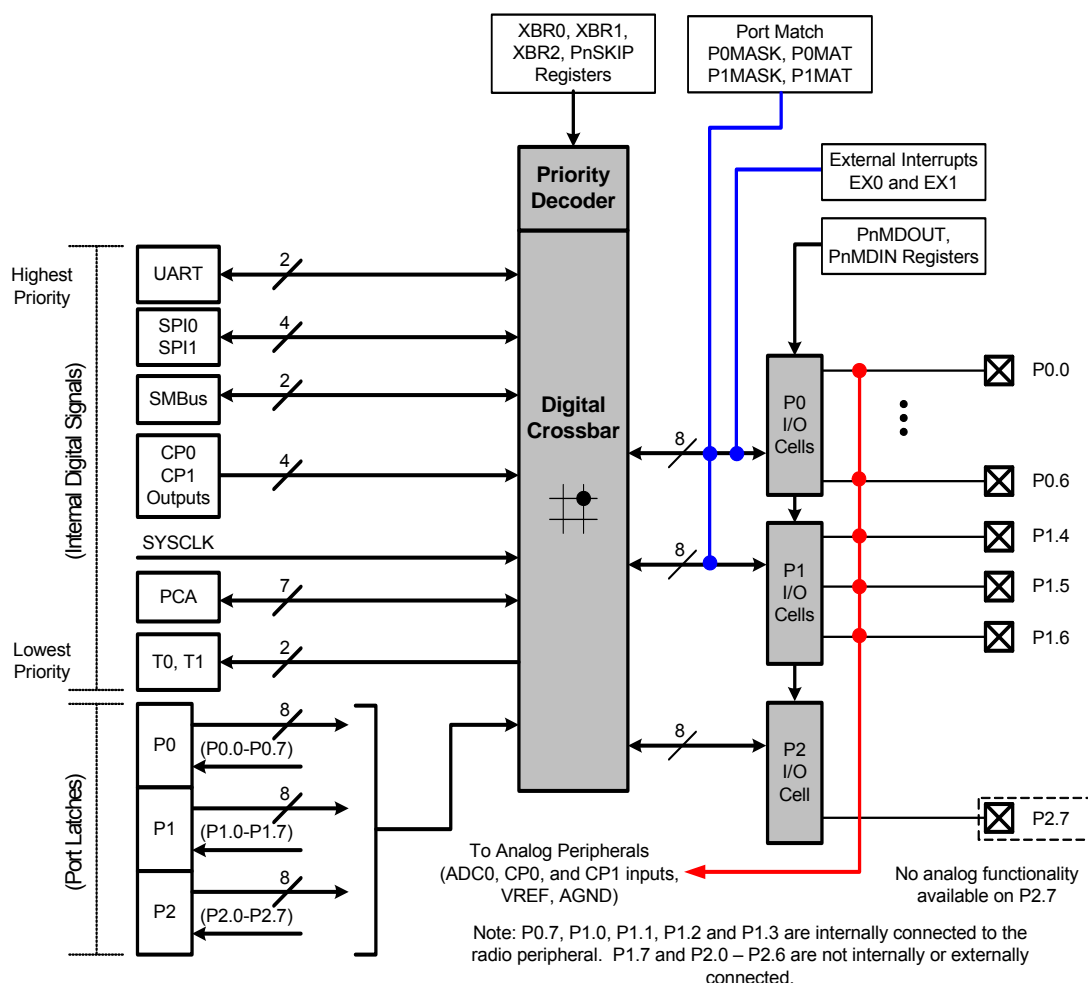 XBR0, XBR1,
XBR2, PnSKIP
Registers
Port Match
P0MASK, P0MAT
P1MASK, P1MAT
External Interrupts
EX0 and EX1
Priority
Decoder
PnMDOUT,
PnMDIN Registers
Highest
Priority
(Internal Digital Signals)
UART
2
SPI0
SPI1
4
SMBus
2
CP0
CP1
Outputs
4
SYSCLK
PCA
7
Lowest
Priority
T0, T1
2
Digital
Crossbar
8
P0
I/O
Cells
P0.0
P0.6
8
P1
I/O
Cells
P1.4
P1.5
P1.6
8
P2
I/O
Cell
P2.7
(Port Latches)
P0
8
(P0.0-P0.7)
P1
8
(P1.0-P1.7)
P2
8
(P2.0-P2.7)
To Analog Peripherals
(ADC0, CP0, and CP1 inputs,
VREF, AGND)
No analog functionality
available on P2.7
Note: P0.7, P1.0, P1.1, P1.2 and P1.3 are internally connected to the
radio peripheral. P1.7 and P2.0 – P2.6 are not internally or externally
connected.